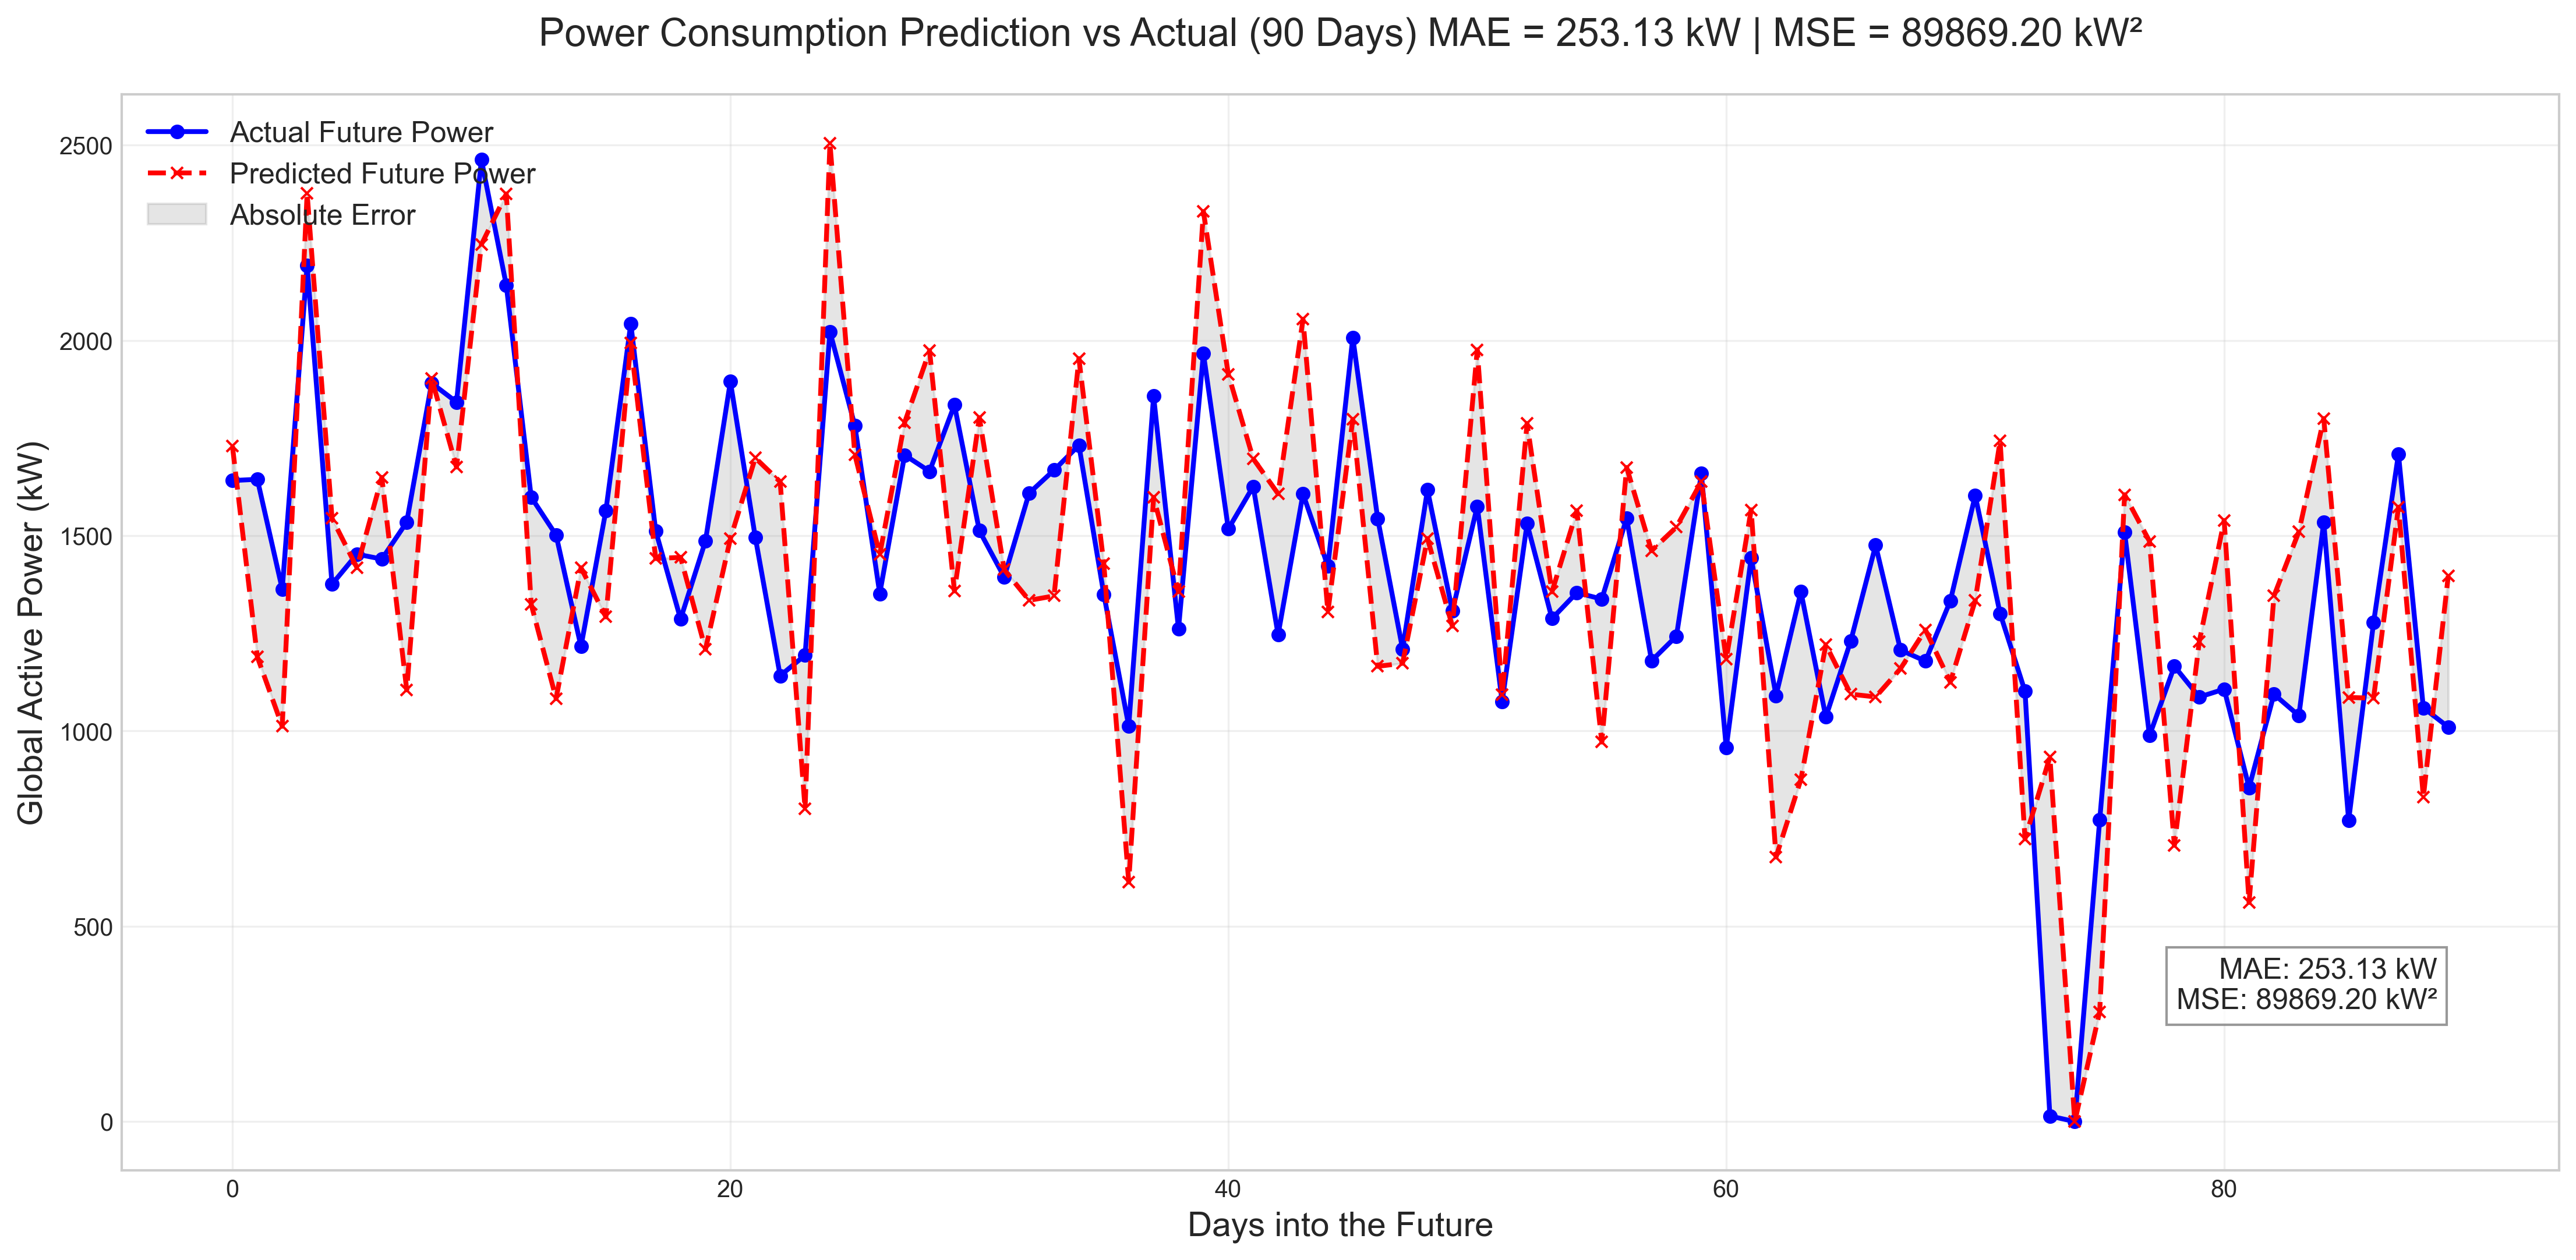 Power Consumption Prediction vs Actual (90 Days) MAE = 253.13 kW | MSE = 89869.20 kW²
Actual Future Power
Predicted Future Power
Absolute Error
Global Active Power (kW)
2500
2000
1500
1000
500
0
MAE: 253.13 kW
MSE: 89869.20 kW²
0 20 40 60 80
Days into the Future